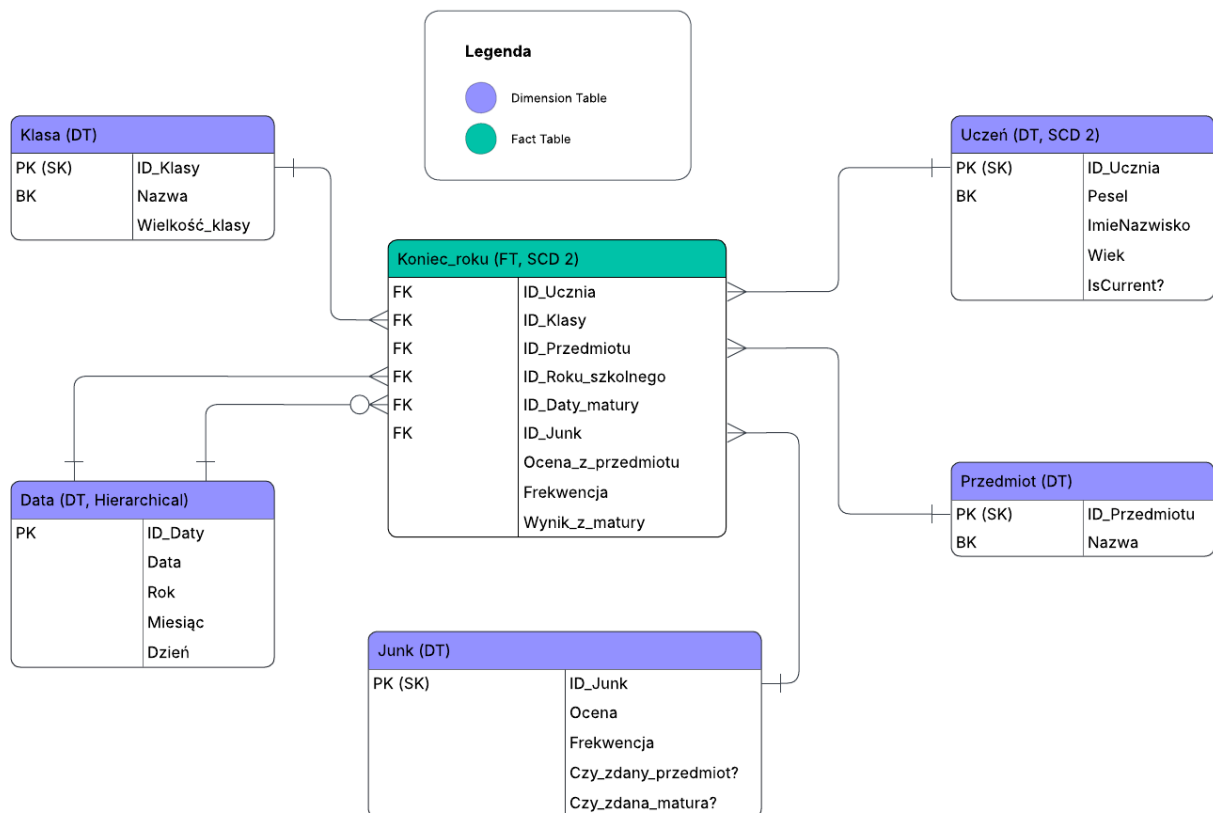 Legenda
Dimension Table
Fact Table
Klasa (DT)
PK (SK) ID_Klasy
BK Nazwa
Wielkość_klasy
Uczeń (DT, SCD 2)
PK (SK) ID_Ucznia
BK Pesel
ImieNazwisko
Wiek
IsCurrent?
Koniec_roku (FT, SCD 2)
FK ID_Ucznia
FK ID_Klasy
FK ID_Przedmiotu
FK ID_Roku_szkolnego
FK ID_Daty_matury
FK ID_Junk
Ocena_z_przedmiotu
Frekwencja
Wynik_z_matury
Data (DT, Hierarchical)
PK ID_Daty
Data
Rok
Miesiąc
Dzień
Przedmiot (DT)
PK (SK) ID_Przedmiotu
BK Nazwa
Junk (DT)
PK (SK) ID_Junk
Ocena
Frekwencja
Czy_zdany_przedmiot?
Czy_zdana_matura?